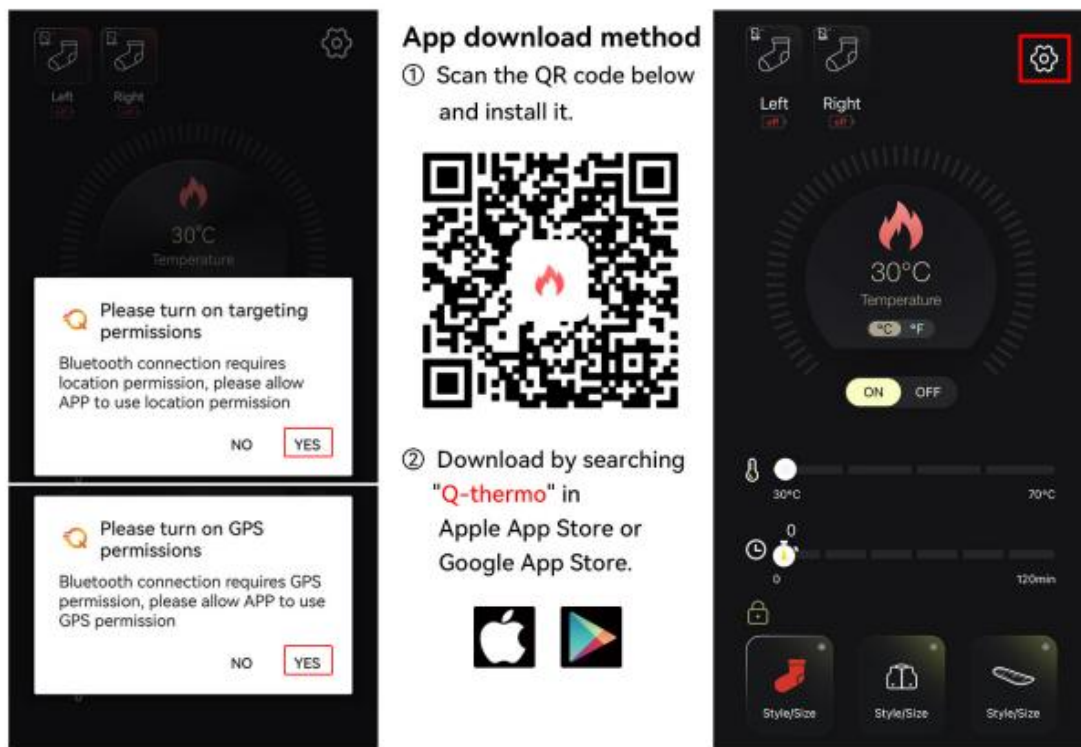 Left
Right
off
off
30°C
Temperature
Please turn on targeting
permissions
Bluetooth connection requires
location permission, please allow
APP to use location permission
NO
YES
Please turn on GPS
permissions
Bluetooth connection requires GPS
permission, please allow APP to use
GPS permission
NO
YES
App download method
① Scan the QR code below
and install it.
② Download by searching
"Q-thermo" in
Apple App Store or
Google App Store.
Left
Right
off
off
30°C
Temperature
°C
°F
ON
OFF
30°C
70°C
0
0
120min
Style/Size
Style/Size
Style/Size